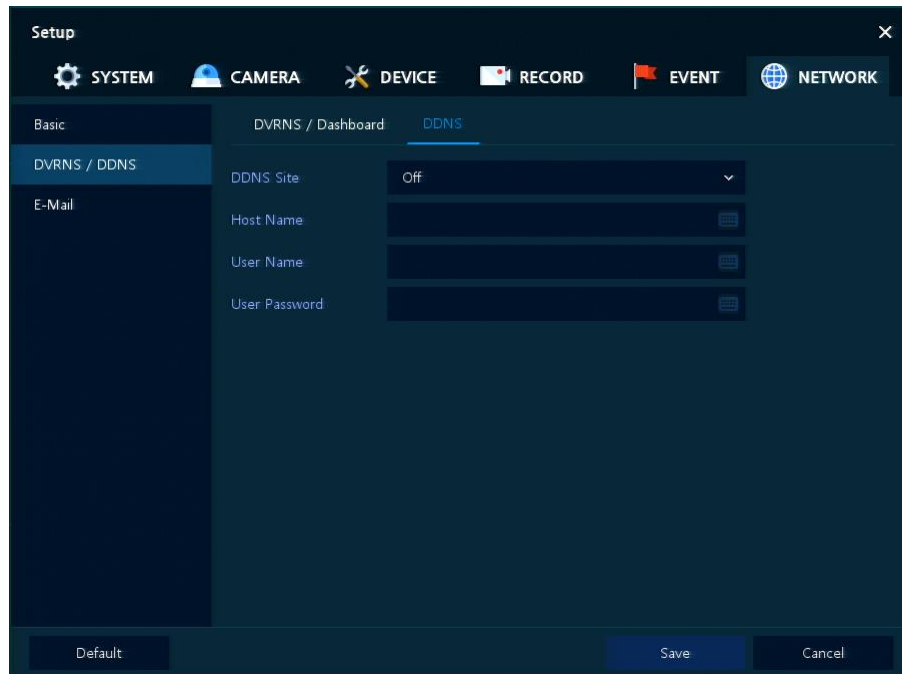 Setup
SYSTEM CAMERA DEVICE RECORD EVENT NETWORK
Basic
DVRNS / DDNS
E-Mail
DVRNS / Dashboard DDNS
DDNS Site Off
Host Name
User Name
User Password
Default Save Cancel